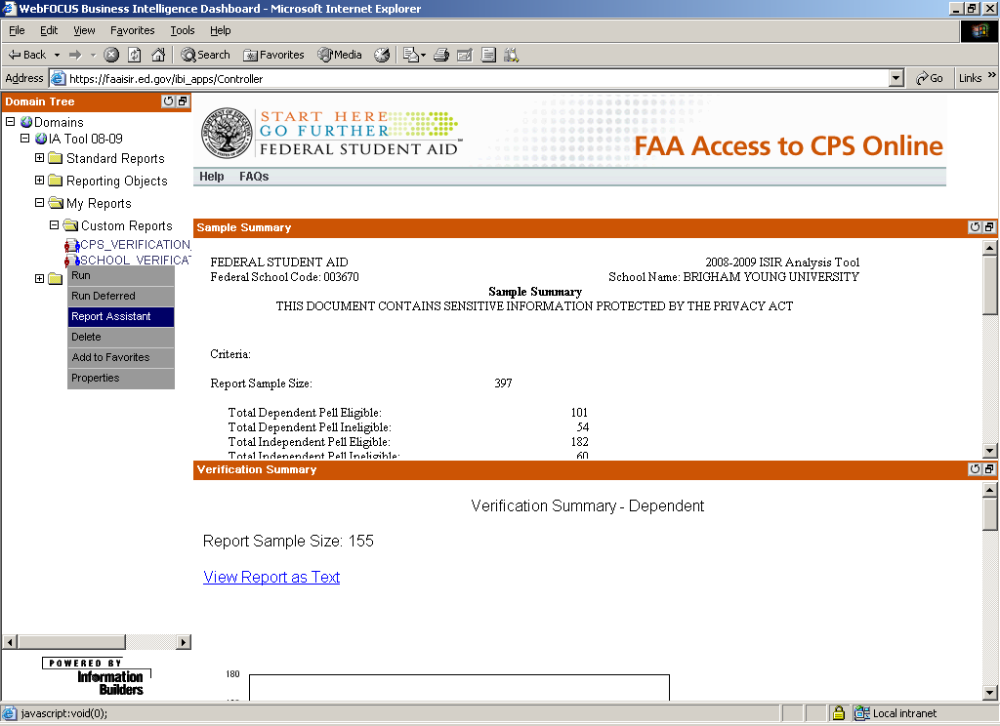 WebFOCUS Business Intelligence Dashboard - Microsoft Internet Explorer
File Edit View Favorites Tools Help
Back Search Favorites Media
Address https://faaisir.ed.gov/ibi_apps/Controller Go Links »
Domain Tree
Domains
IA Tool 08-09
Standard Reports
Reporting Objects
My Reports
Custom Reports
CPS_VERIFICATION_
SCHOOL_VERIFICAT
Run
Run Deferred
Report Assistant
Delete
Add to Favorites
Properties
POWERED BY
Information
Builders
START HERE
GO FURTHER
FEDERAL STUDENT AID
FAA Access to CPS Online
Help FAQs
Sample Summary
FEDERAL STUDENT AID 2008-2009 ISIR Analysis Tool
Federal School Code: 003670 School Name: BRIGHAM YOUNG UNIVERSITY
Sample Summary
THIS DOCUMENT CONTAINS SENSITIVE INFORMATION PROTECTED BY THE PRIVACY ACT
Criteria:
Report Sample Size: 397
Total Dependent Pell Eligible: 101
Total Dependent Pell Ineligible: 54
Total Independent Pell Eligible: 182
Total Independent Pell Ineligible: 60
Verification Summary
Verification Summary - Dependent
Report Sample Size: 155
View Report as Text
180
javascript:void(0); Local intranet